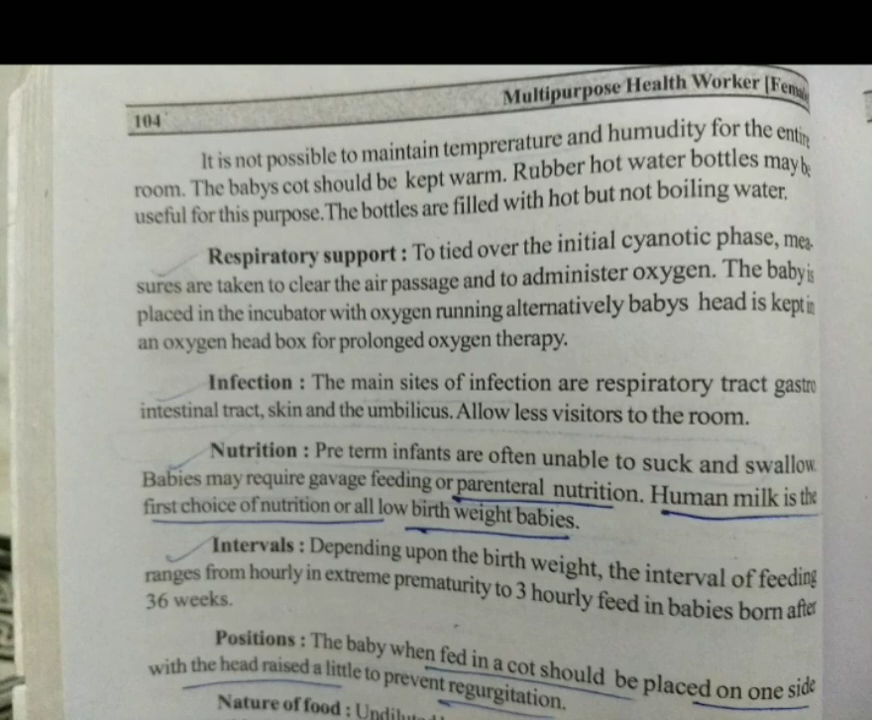 104
Multipurpose Health Worker [Female
It is not possible to maintain temprerature and humudity for the entire
room. The babys cot should be kept warm. Rubber hot water bottles may be
useful for this purpose.The bottles are filled with hot but not boiling water.
Respiratory support : To tied over the initial cyanotic phase, mea-
sures are taken to clear the air passage and to administer oxygen. The baby is
placed in the incubator with oxygen running alternatively babys head is kept in
an oxygen head box for prolonged oxygen therapy.
Infection : The main sites of infection are respiratory tract gastro
intestinal tract, skin and the umbilicus. Allow less visitors to the room.
Nutrition : Pre term infants are often unable to suck and swallow.
Babies may require gavage feeding or parenteral nutrition. Human milk is the
first choice of nutrition or all low birth weight babies.
Intervals : Depending upon the birth weight, the interval of feeding
ranges from hourly in extreme prematurity to 3 hourly feed in babies born after
36 weeks.
Positions : The baby when fed in a cot should be placed on one side
with the head raised a little to prevent regurgitation.
Nature of food :